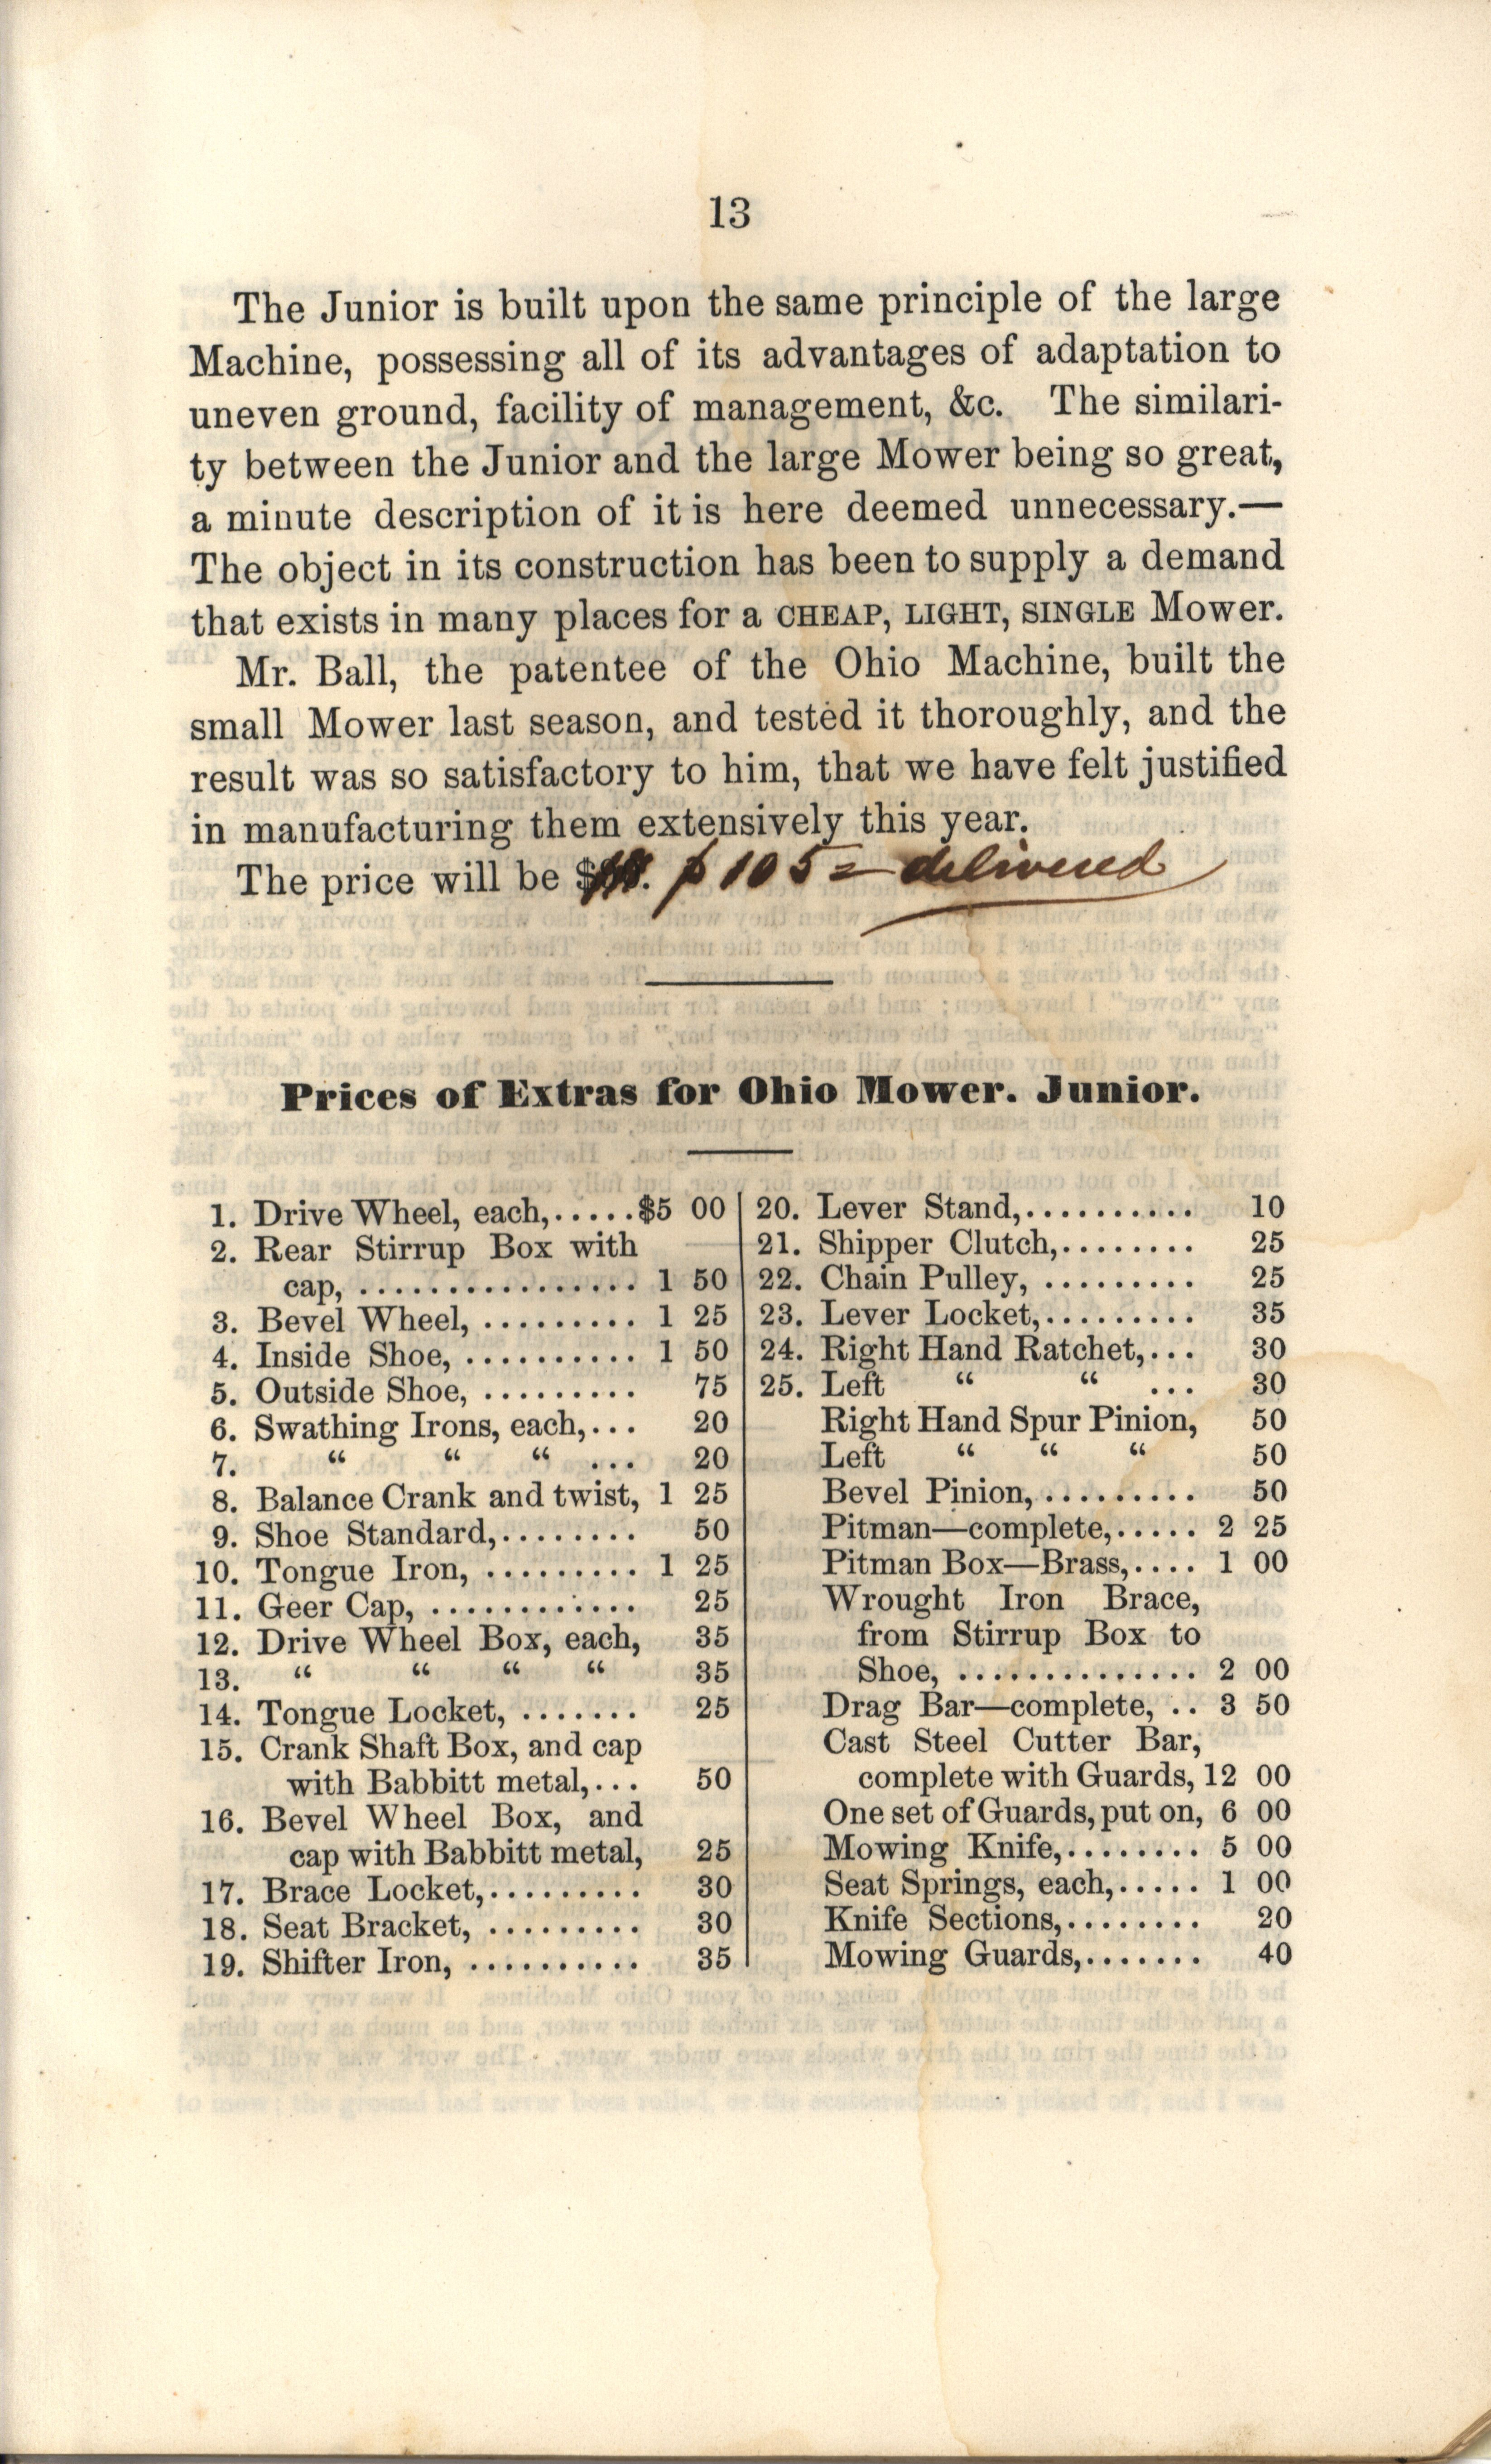 13
The Junior is built upon the same principle of the large
Machine, possessing all of its advantages of adaptation to
uneven ground, facility of management, &c. The similari-
ty between the Junior and the large Mower being so great,
a minute description of it is here deemed unnecessary.—
The object in its construction has been to supply a demand
that exists in many places for a CHEAP, LIGHT, SINGLE Mower.
Mr. Ball, the patentee of the Ohio Machine, built the
small Mower last season, and tested it thoroughly, and the
result was so satisfactory to him, that we have felt justified
in manufacturing them extensively this year.
The price will be $ . $105= delivered
Prices of Extras for Ohio Mower. Junior.
1. Drive Wheel, each,.....$5 00
2. Rear Stirrup Box with
cap, ................ 1 50
3. Bevel Wheel, ......... 1 25
4. Inside Shoe, .......... 1 50
5. Outside Shoe, ......... 75
6. Swathing Irons, each,... 20
7. “ “ “ ... 20
8. Balance Crank and twist, 1 25
9. Shoe Standard,........ 50
10. Tongue Iron, ......... 1 25
11. Geer Cap, ............ 25
12. Drive Wheel Box, each, 35
13. “ “ “ “ 35
14. Tongue Locket, ....... 25
15. Crank Shaft Box, and cap
with Babbitt metal,... 50
16. Bevel Wheel Box, and
cap with Babbitt metal, 25
17. Brace Locket,......... 30
18. Seat Bracket, ......... 30
19. Shifter Iron, .......... 35
20. Lever Stand,.......... 10
21. Shipper Clutch,........ 25
22. Chain Pulley, ......... 25
23. Lever Locket,......... 35
24. Right Hand Ratchet,... 30
25. Left “ “ ... 30
Right Hand Spur Pinion, 50
Left “ “ “ 50
Bevel Pinion, ......... 50
Pitman—complete,..... 2 25
Pitman Box—Brass,.... 1 00
Wrought Iron Brace,
from Stirrup Box to
Shoe, .............. 2 00
Drag Bar—complete, .. 3 50
Cast Steel Cutter Bar,
complete with Guards, 12 00
One set of Guards, put on, 6 00
Mowing Knife,........ 5 00
Seat Springs, each,..... 1 00
Knife Sections,........ 20
Mowing Guards,....... 40